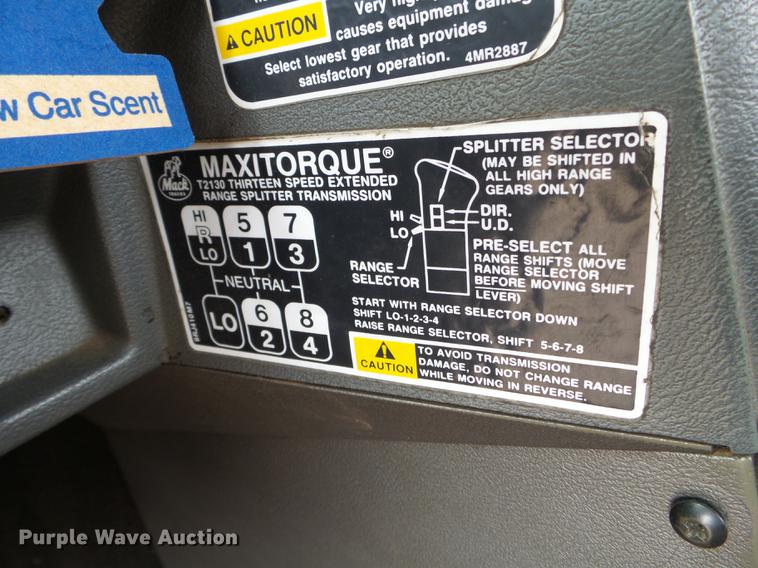 Very high
CAUTION causes equipment damag
Select lowest gear that provides
satisfactory operation. 4MR2887
w Car Scent
Mack
TRUCKS
MAXITORQUE®
T2130 THIRTEEN SPEED EXTENDED
RANGE SPLITTER TRANSMISSION
HI
R
LO
5
1
7
3
NEUTRAL
LO
6
2
8
4
SPLITTER SELECTOR
(MAY BE SHIFTED IN
ALL HIGH RANGE
GEARS ONLY)
HI
LO
DIR.
U.D.
RANGE
SELECTOR
PRE-SELECT ALL
RANGE SHIFTS (MOVE
RANGE SELECTOR
BEFORE MOVING SHIFT
LEVER)
START WITH RANGE SELECTOR DOWN
SHIFT LO-1-2-3-4
RAISE RANGE SELECTOR, SHIFT 5-6-7-8
CAUTION
TO AVOID TRANSMISSION
DAMAGE, DO NOT CHANGE RANGE
WHILE MOVING IN REVERSE.
Purple Wave Auction